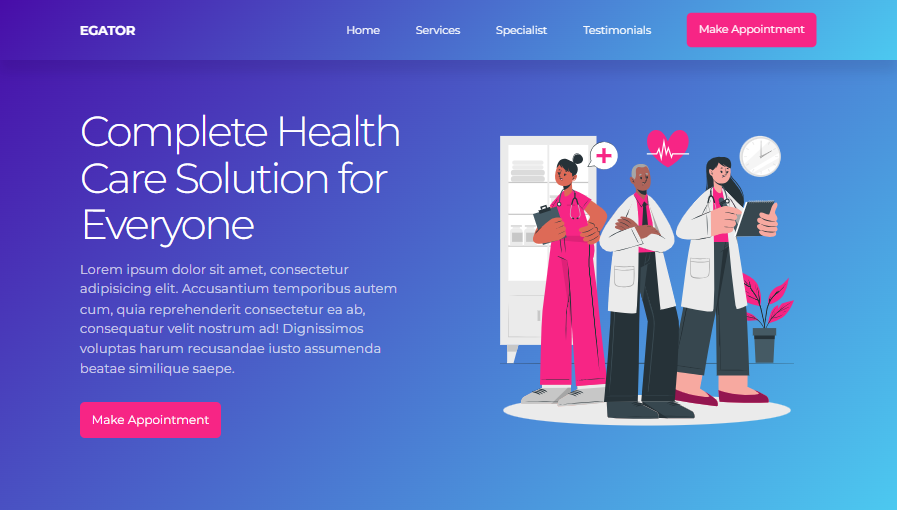 EGATOR
Home
Services
Specialist
Testimonials
Make Appointment
Complete Health
Care Solution for
Everyone
Lorem ipsum dolor sit amet, consectetur
adipisicing elit. Accusantium temporibus autem
cum, quia reprehenderit consectetur ea ab,
consequatur velit nostrum ad! Dignissimos
voluptas harum recusandae iusto assumenda
beatae similique saepe.
Make Appointment